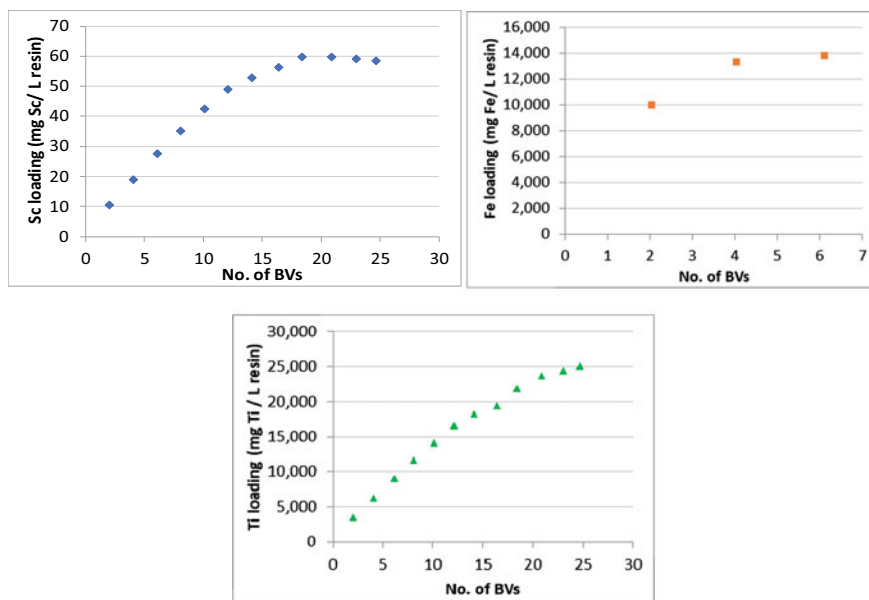 Sc loading (mg Sc/ L resin)
70
60
50
40
30
20
10
0
0 5 10 15 20 25 30
No. of BVs
Fe loading (mg Fe/ L resin)
16,000
14,000
12,000
10,000
8,000
6,000
4,000
2,000
0
0 1 2 3 4 5 6 7
No. of BVs
Ti loading (mg Ti / L resin)
30,000
25,000
20,000
15,000
10,000
5,000
0
0 5 10 15 20 25 30
No. of BVs